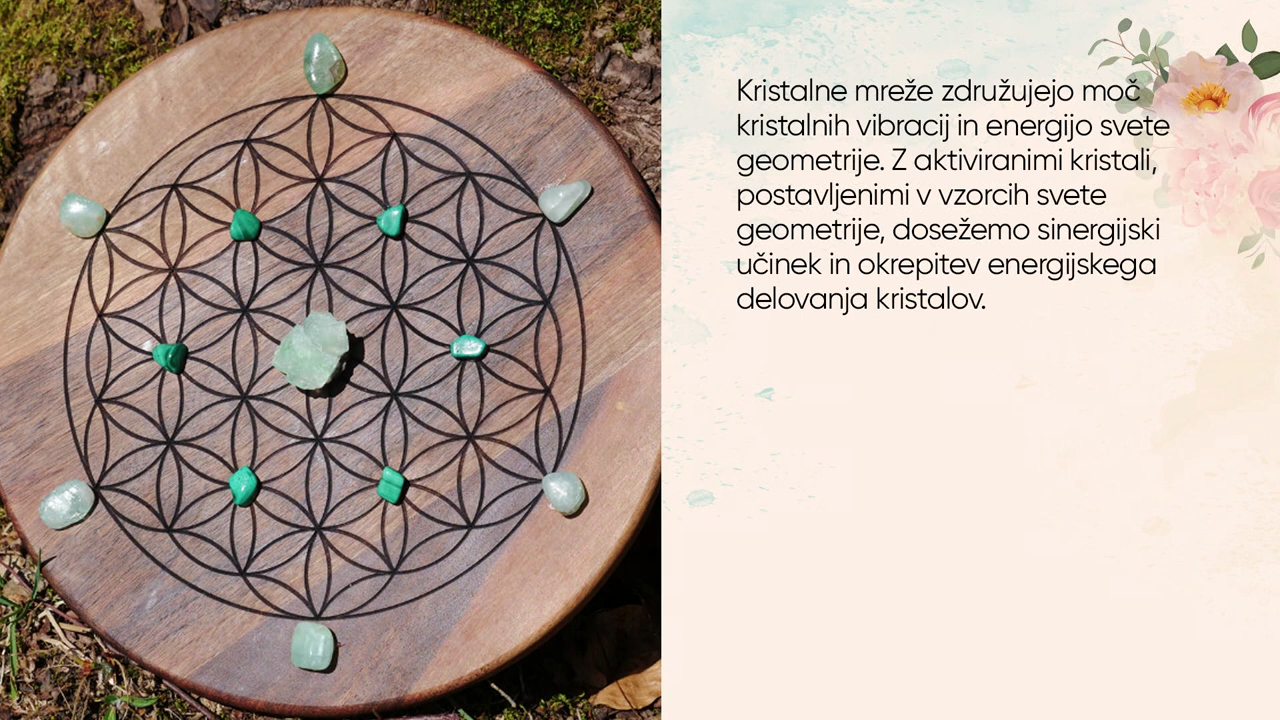 Kristalne mreže združujejo moč
kristalnih vibracij in energijo svete
geometrije. Z aktiviranimi kristali,
postavljenimi v vzorcih svete
geometrije, dosežemo sinergijski
učinek in okrepitev energijskega
delovanja kristalov.